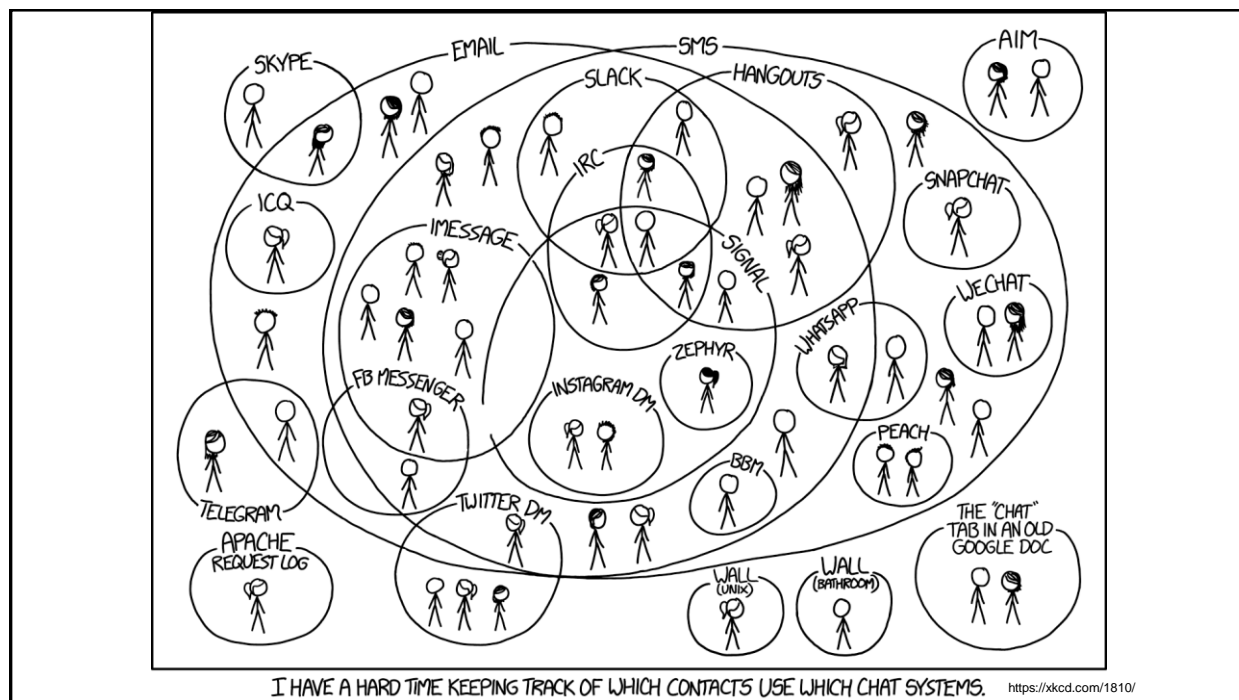 EMAIL
SMS
AIM
SKYPE
SLACK
HANGOUTS
IRC
SNAPCHAT
ICQ
IMESSAGE
SIGNAL
WECHAT
WHATSAPP
ZEPHYR
FB MESSENGER
INSTAGRAM DM
PEACH
BBM
TELEGRAM
TWITTER DM
THE "CHAT"
TAB IN AN OLD
GOOGLE DOC
APACHE
REQUEST LOG
WALL
(UNIX)
WALL
(BATHROOM)
I HAVE A HARD TIME KEEPING TRACK OF WHICH CONTACTS USE WHICH CHAT SYSTEMS.
https://xkcd.com/1810/